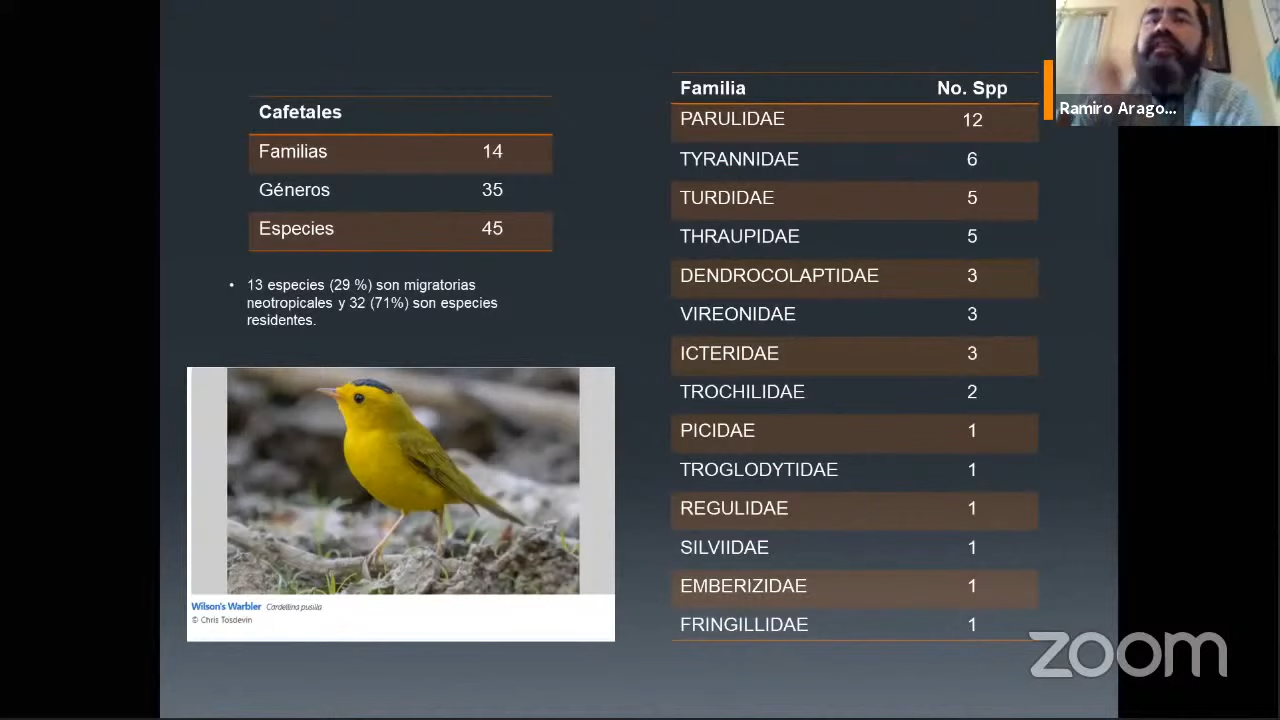 Cafetales
Familias 14
Géneros 35
Especies 45
• 13 especies (29 %) son migratorias
neotropicales y 32 (71%) son especies
residentes.
Wilson's Warbler Cardellina pusilla
© Chris Tosdevin
Familia No. Spp
PARULIDAE 12
TYRANNIDAE 6
TURDIDAE 5
THRAUPIDAE 5
DENDROCOLAPTIDAE 3
VIREONIDAE 3
ICTERIDAE 3
TROCHILIDAE 2
PICIDAE 1
TROGLODYTIDAE 1
REGULIDAE 1
SILVIIDAE 1
EMBERIZIDAE 1
FRINGILLIDAE 1
Ramiro Arago...
zoom